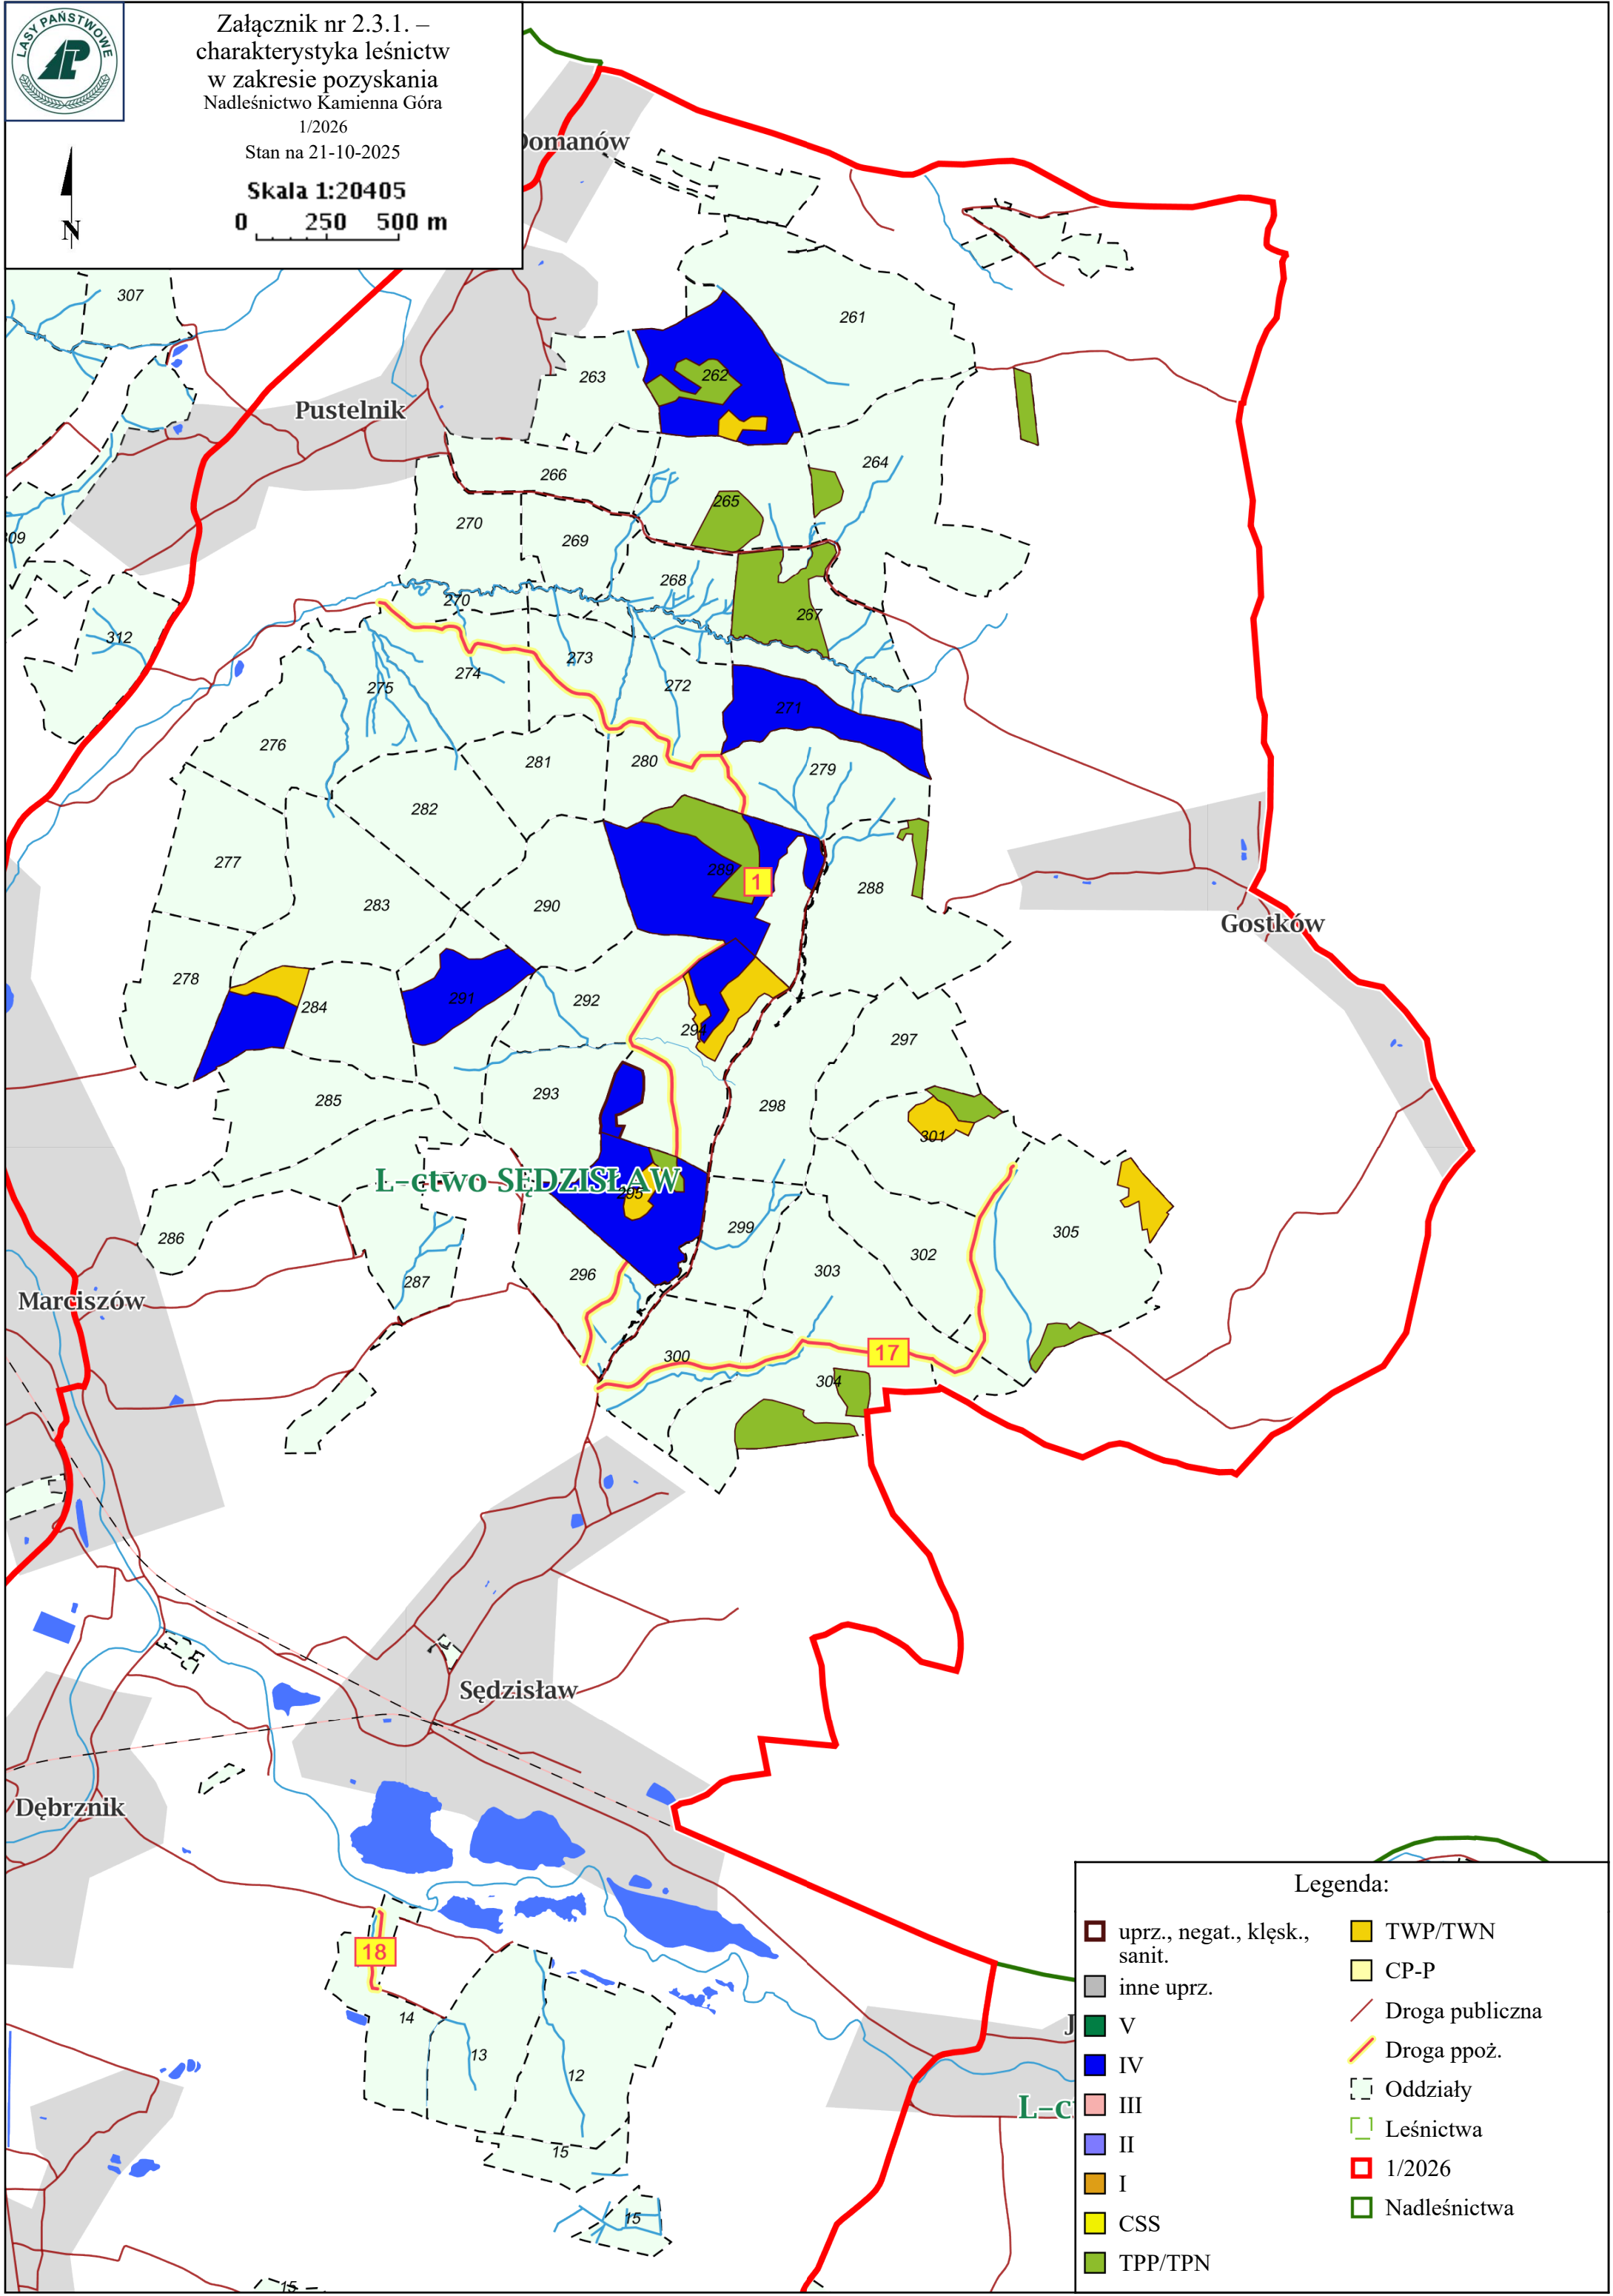 LASY PAŃSTWOWE
Załącznik nr 2.3.1. –
charakterystyka leśnictw
w zakresie pozyskania
Nadleśnictwo Kamienna Góra
1/2026
Stan na 21-10-2025
Skala 1:20405
0 250 500 m
N
Domanów
307
261
263
262
Pustelnik
266
264
265
270
269
309
268
270
267
312
273
274
272
275
271
276
281
280
279
282
277
289
1
288
283
290
Gostków
278
284
291
292
294
297
285
293
298
301
L-ctwo SĘDZISŁAW
295
286
299
305
302
287
296
303
Marciszów
300
17
304
Sędzisław
Dębrznik
18
14
13
12
15
15
15
J
L-c
Legenda:
uprz., negat., klęsk.,
sanit.
inne uprz.
V
IV
III
II
I
CSS
TPP/TPN
TWP/TWN
CP-P
Droga publiczna
Droga ppoż.
Oddziały
Leśnictwa
1/2026
Nadleśnictwa